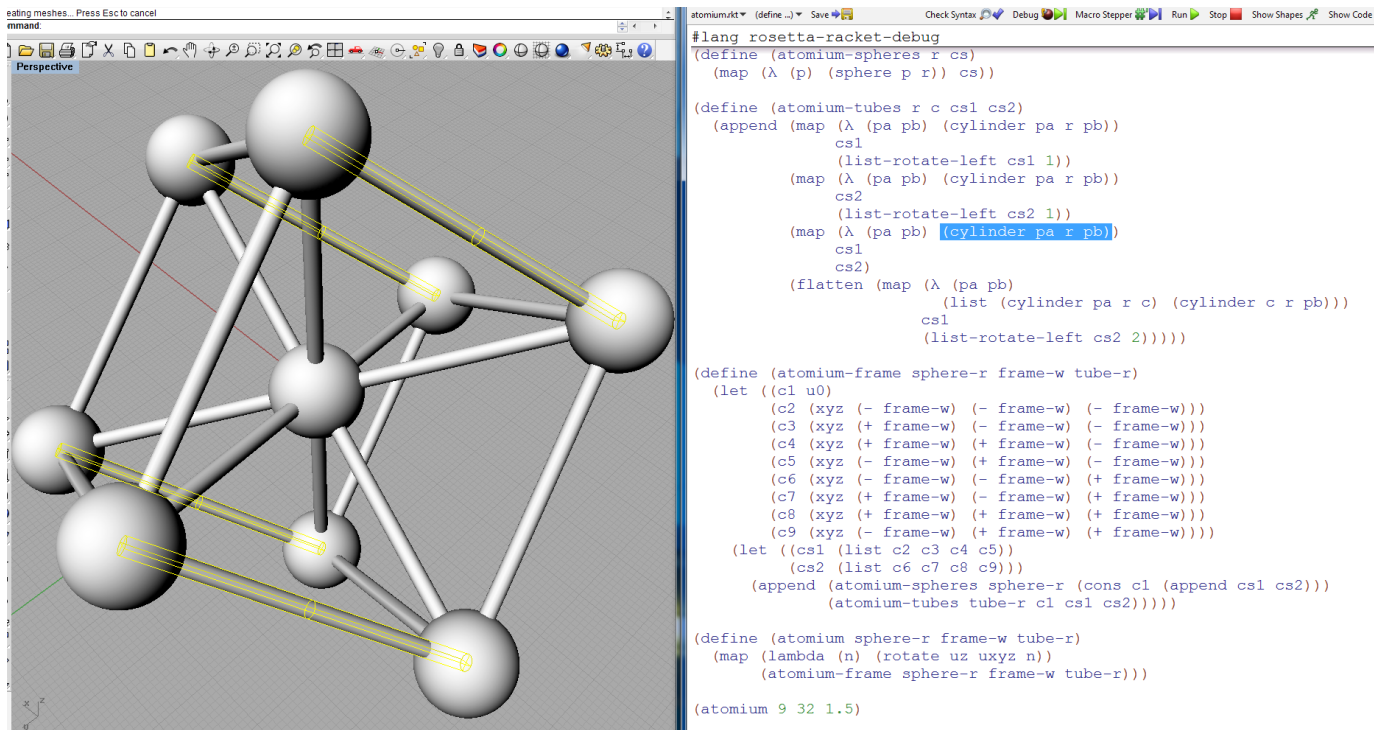 eating meshes... Press Esc to cancel
mmand:
Perspective
x z
atomium.rkt (define ...) Save Check Syntax Debug Macro Stepper Run Stop Show Shapes Show Code
#lang rosetta-racket-debug
(define (atomium-spheres r cs)
  (map (λ (p) (sphere p r)) cs))
(define (atomium-tubes r c cs1 cs2)
  (append (map (λ (pa pb) (cylinder pa r pb))
               cs1
               (list-rotate-left cs1 1))
          (map (λ (pa pb) (cylinder pa r pb))
               cs2
               (list-rotate-left cs2 1))
          (map (λ (pa pb) (cylinder pa r pb))
               cs1
               cs2)
          (flatten (map (λ (pa pb)
                          (list (cylinder pa r c) (cylinder c r pb)))
                        cs1
                        (list-rotate-left cs2 2)))))
(define (atomium-frame sphere-r frame-w tube-r)
  (let ((c1 u0)
        (c2 (xyz (- frame-w) (- frame-w) (- frame-w)))
        (c3 (xyz (+ frame-w) (- frame-w) (- frame-w)))
        (c4 (xyz (+ frame-w) (+ frame-w) (- frame-w)))
        (c5 (xyz (- frame-w) (+ frame-w) (- frame-w)))
        (c6 (xyz (- frame-w) (- frame-w) (+ frame-w)))
        (c7 (xyz (+ frame-w) (- frame-w) (+ frame-w)))
        (c8 (xyz (+ frame-w) (+ frame-w) (+ frame-w)))
        (c9 (xyz (- frame-w) (+ frame-w) (+ frame-w))))
    (let ((cs1 (list c2 c3 c4 c5))
          (cs2 (list c6 c7 c8 c9)))
      (append (atomium-spheres sphere-r (cons c1 (append cs1 cs2)))
              (atomium-tubes tube-r c1 cs1 cs2)))))
(define (atomium sphere-r frame-w tube-r)
  (map (lambda (n) (rotate uz uxyz n))
       (atomium-frame sphere-r frame-w tube-r)))
(atomium 9 32 1.5)